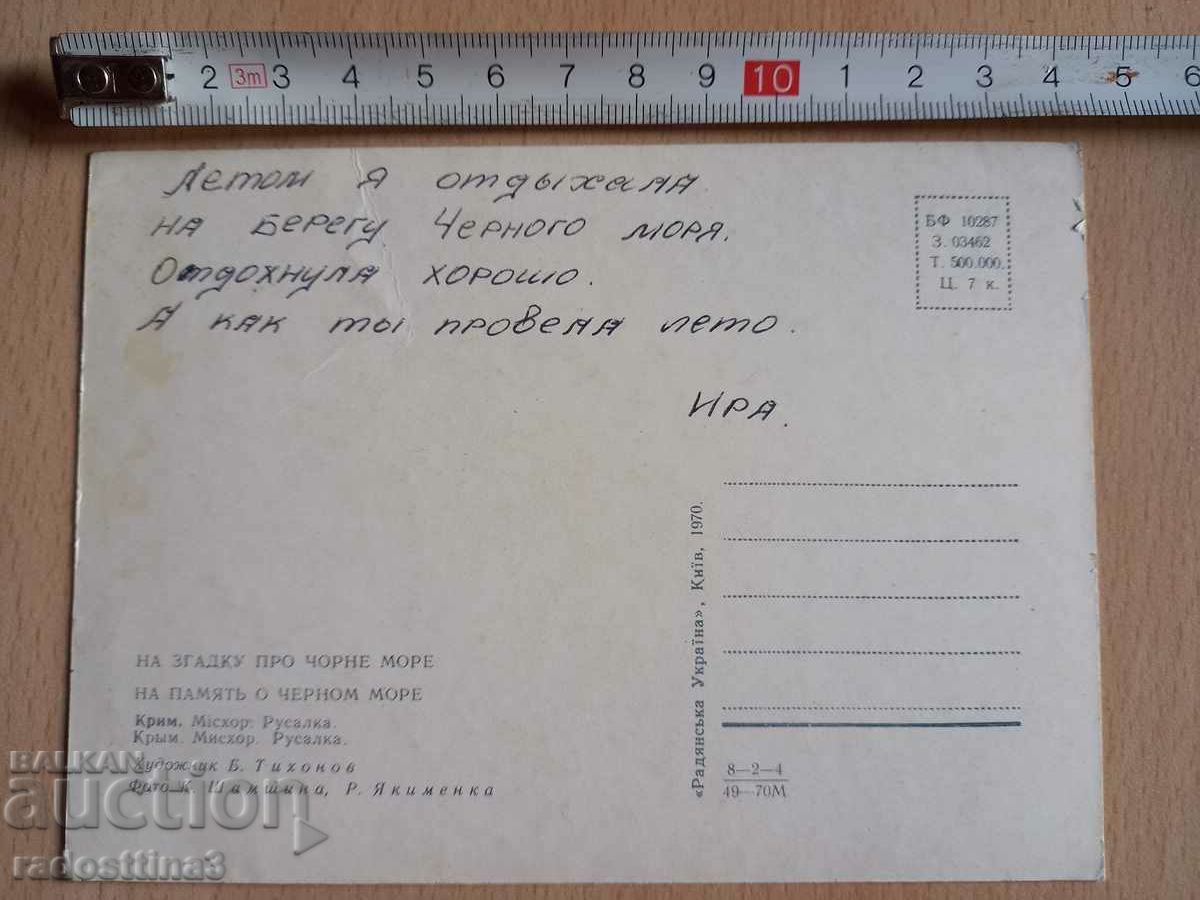 2 3m 3 4 5 6 7 8 9 10 1 2 3 4 5 6
Летом я отдыхала
на берегу Черного моря.
Отдохнула хорошо.
А как ты провела лето.
Ира.
БФ 10287
З. 03462
Т. 500.000.
Ц. 7 к.
«Радянська Україна», Київ, 1970.
НА ЗГАДКУ ПРО ЧОРНЕ МОРЕ
НА ПАМЯТЬ О ЧЕРНОМ МОРЕ
Крим. Місхор. Русалка.
Крым. Мисхор. Русалка.
Художник Б. Тихонов
Фото К. Шамшина, Р. Якименка
8—2—4
49—70М
BALKAN
auction
radosttina3